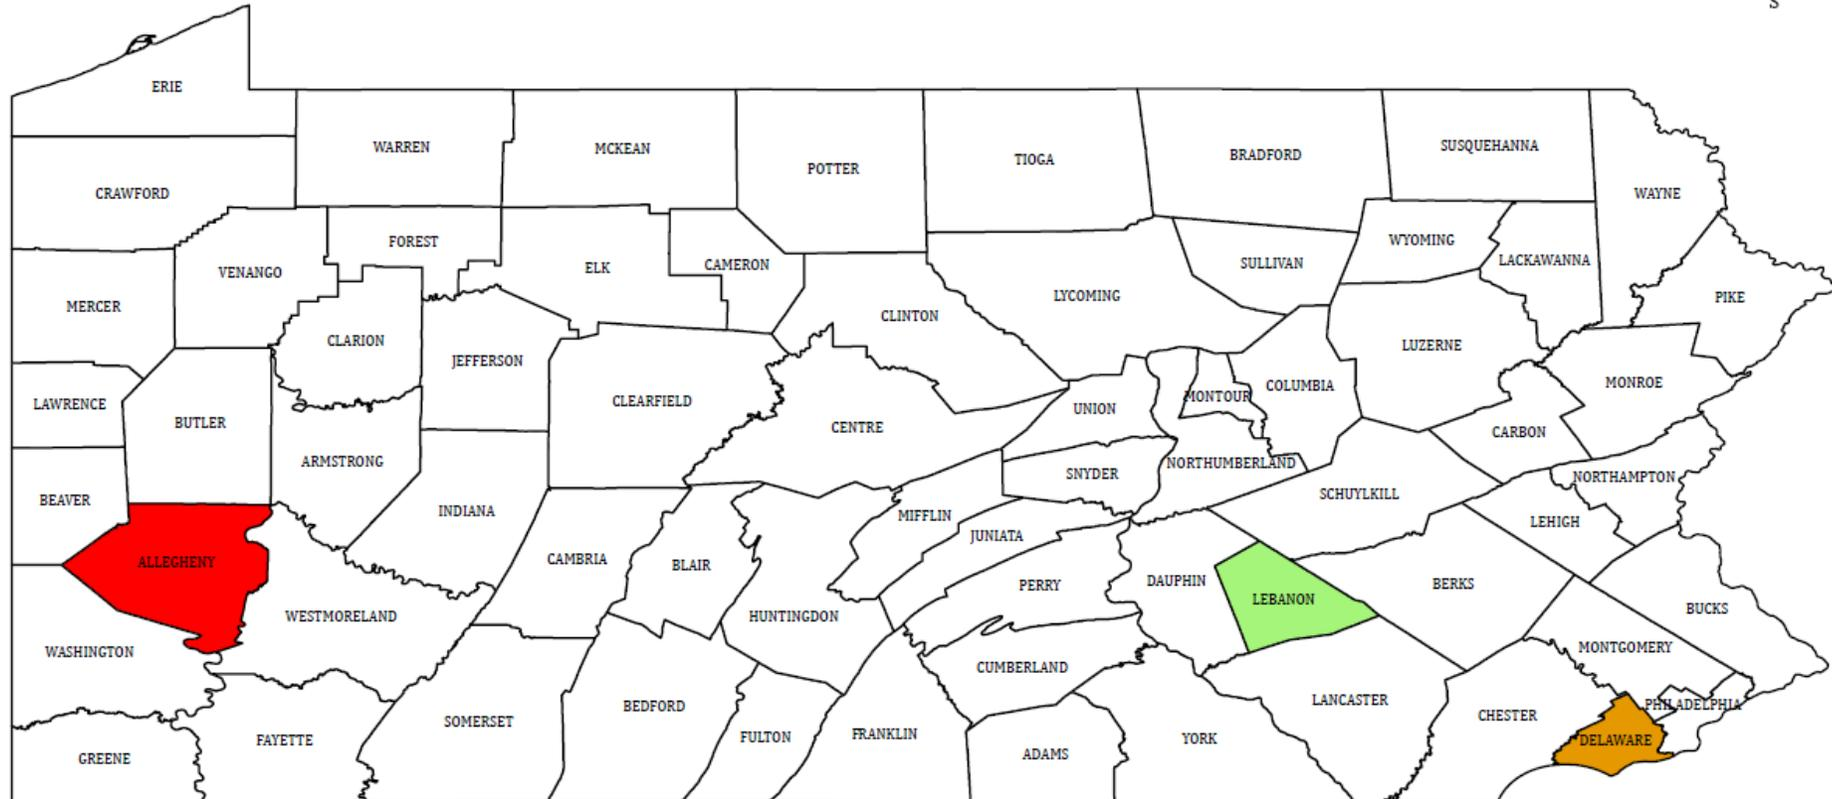 S
ERIE
WARREN
MCKEAN
POTTER
TIOGA
BRADFORD
SUSQUEHANNA
WAYNE
CRAWFORD
FOREST
VENANGO
ELK
CAMERON
LYCOMING
SULLIVAN
WYOMING
LACKAWANNA
PIKE
MERCER
CLARION
JEFFERSON
CLINTON
LUZERNE
MONROE
LAWRENCE
BUTLER
CLEARFIELD
CENTRE
UNION
MONTOUR
COLUMBIA
CARBON
BEAVER
ARMSTRONG
INDIANA
SNYDER
NORTHUMBERLAND
SCHUYLKILL
NORTHAMPTON
LEHIGH
MIFFLIN
JUNIATA
ALLEGHENY
CAMBRIA
BLAIR
PERRY
DAUPHIN
LEBANON
BERKS
BUCKS
WESTMORELAND
HUNTINGDON
WASHINGTON
CUMBERLAND
MONTGOMERY
SOMERSET
BEDFORD
LANCASTER
CHESTER
PHILADELPHIA
GREENE
FAYETTE
FULTON
FRANKLIN
ADAMS
YORK
DELAWARE